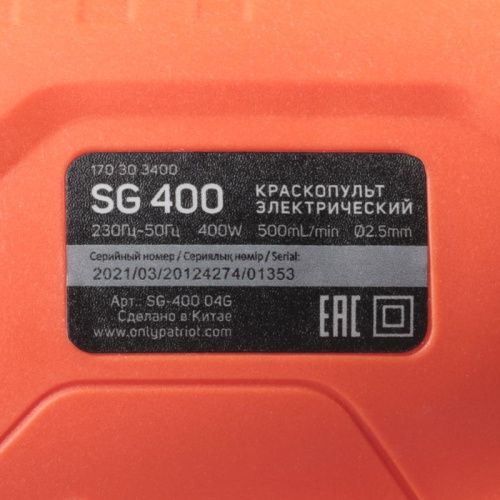 170 30 3400
SG 400
КРАСКОПУЛЬТ
ЭЛЕКТРИЧЕСКИЙ
230Гц~50Гц 400W 500mL/min Ø2.5mm
Серийный номер / Сериялық нөмір / Serial:
2021/03/20124274/01353
Арт. SG-400 04G
Сделано в Китае
www.onlypatriot.com
EAC